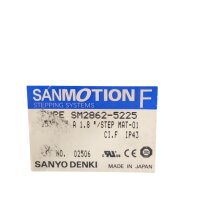 SANMOTION F
STEPPING SYSTEMS
TYPE SM2862-5225
A 1.8 °/STEP MAT-01
CI.F IP43
NO. 02506
SANYO DENKI MADE IN JAPAN